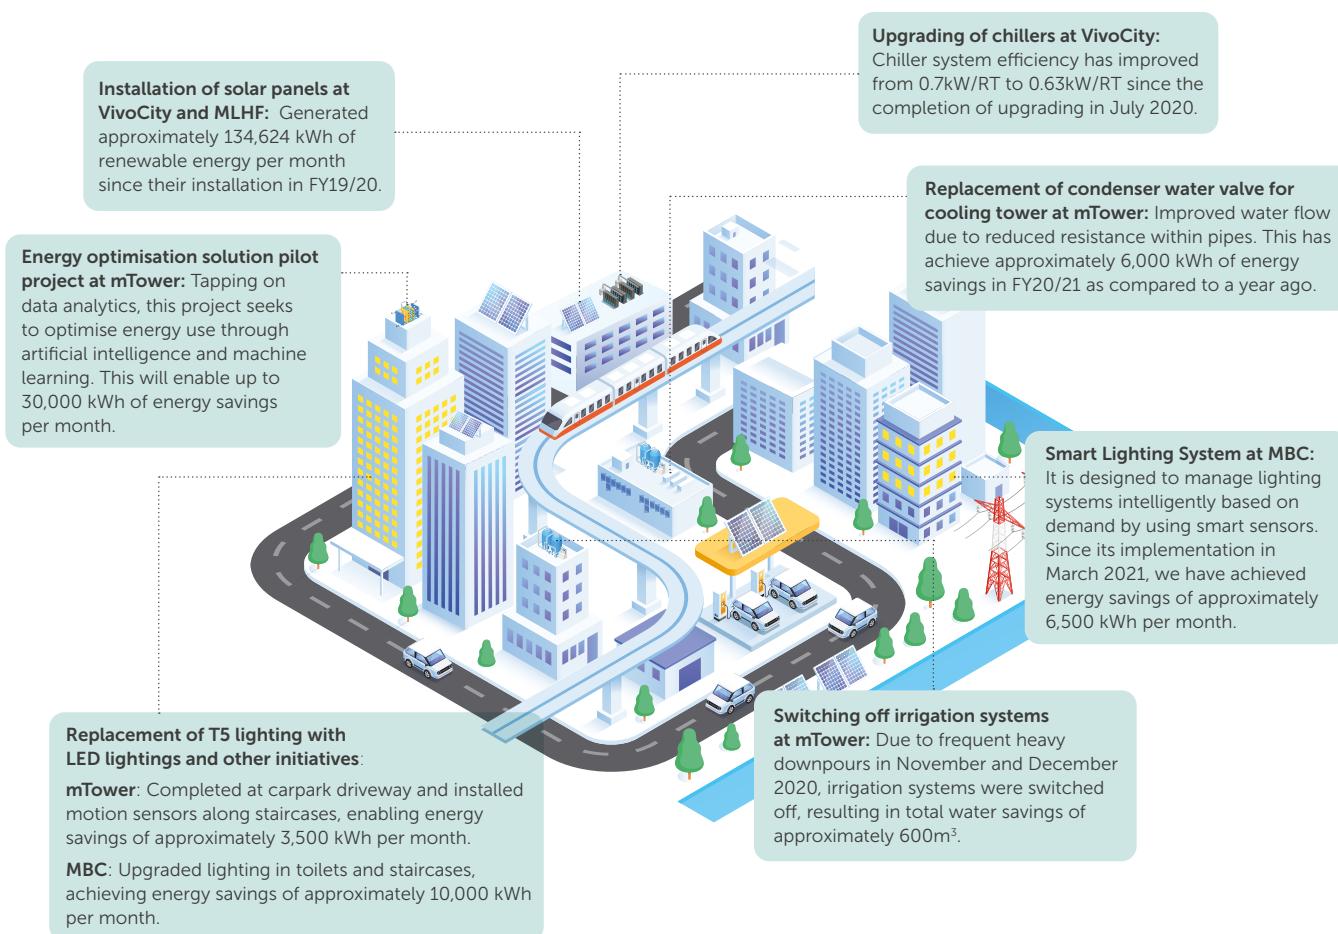 Installation of solar panels at
VivoCity and MLHF: Generated
approximately 134,624 kWh of
renewable energy per month
since their installation in FY19/20.
Upgrading of chillers at VivoCity:
Chiller system efficiency has improved
from 0.7kW/RT to 0.63kW/RT since the
completion of upgrading in July 2020.
Replacement of condenser water valve for
cooling tower at mTower: Improved water flow
due to reduced resistance within pipes. This has
achieve approximately 6,000 kWh of energy
savings in FY20/21 as compared to a year ago.
Energy optimisation solution pilot
project at mTower: Tapping on
data analytics, this project seeks
to optimise energy use through
artificial intelligence and machine
learning. This will enable up to
30,000 kWh of energy savings
per month.
Smart Lighting System at MBC:
It is designed to manage lighting
systems intelligently based on
demand by using smart sensors.
Since its implementation in
March 2021, we have achieved
energy savings of approximately
6,500 kWh per month.
Replacement of T5 lighting with
LED lightings and other initiatives:
mTower: Completed at carpark driveway and installed
motion sensors along staircases, enabling energy
savings of approximately 3,500 kWh per month.
MBC: Upgraded lighting in toilets and staircases,
achieving energy savings of approximately 10,000 kWh
per month.
Switching off irrigation systems
at mTower: Due to frequent heavy
downpours in November and December
2020, irrigation systems were switched
off, resulting in total water savings of
approximately 600m³.